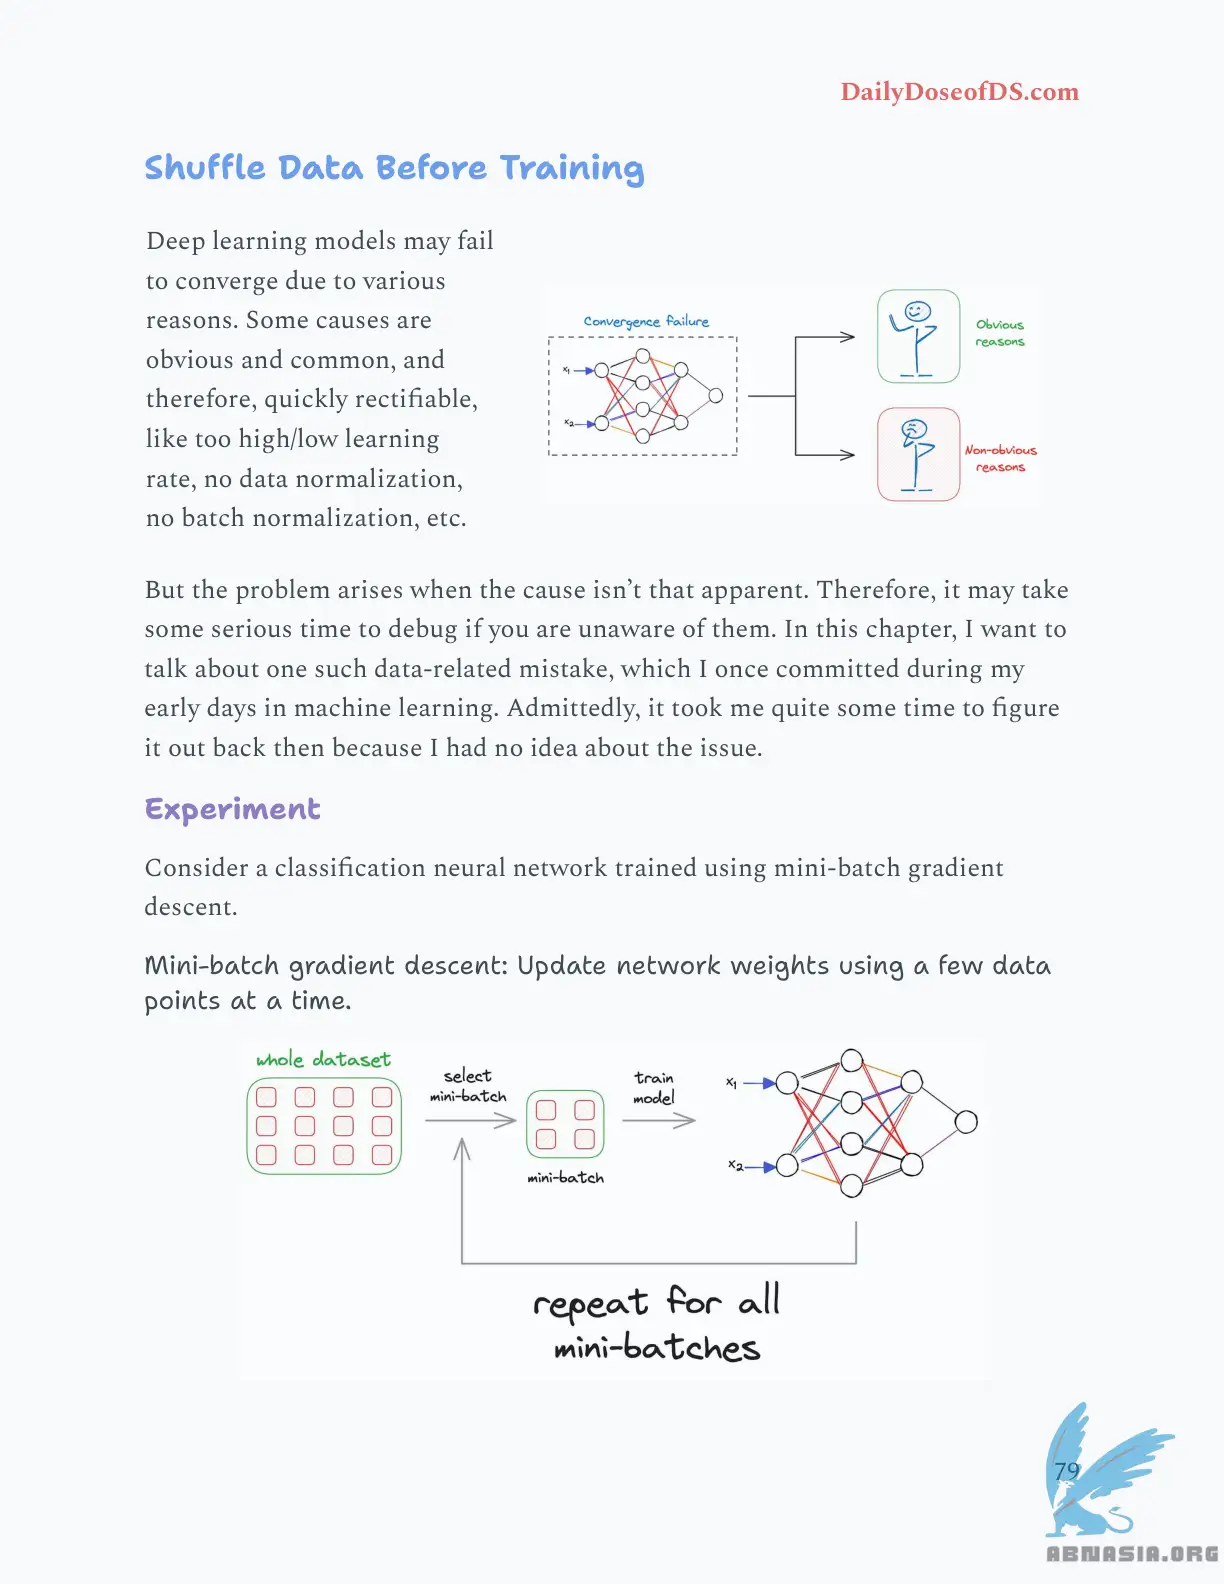 DailyDoseofDS.com
Shuffle Data Before Training
Deep learning models may fail
to converge due to various
reasons. Some causes are
obvious and common, and
therefore, quickly rectifiable,
like too high/low learning
rate, no data normalization,
no batch normalization, etc.
Convergence failure
x1
x2
Obvious
reasons
Non-obvious
reasons
But the problem arises when the cause isn’t that apparent. Therefore, it may take
some serious time to debug if you are unaware of them. In this chapter, I want to
talk about one such data-related mistake, which I once committed during my
early days in machine learning. Admittedly, it took me quite some time to figure
it out back then because I had no idea about the issue.
Experiment
Consider a classification neural network trained using mini-batch gradient
descent.
Mini-batch gradient descent: Update network weights using a few data
points at a time.
whole dataset
select
mini-batch
mini-batch
train
model
x1
x2
repeat for all
mini-batches
79
ABNASIA.ORG